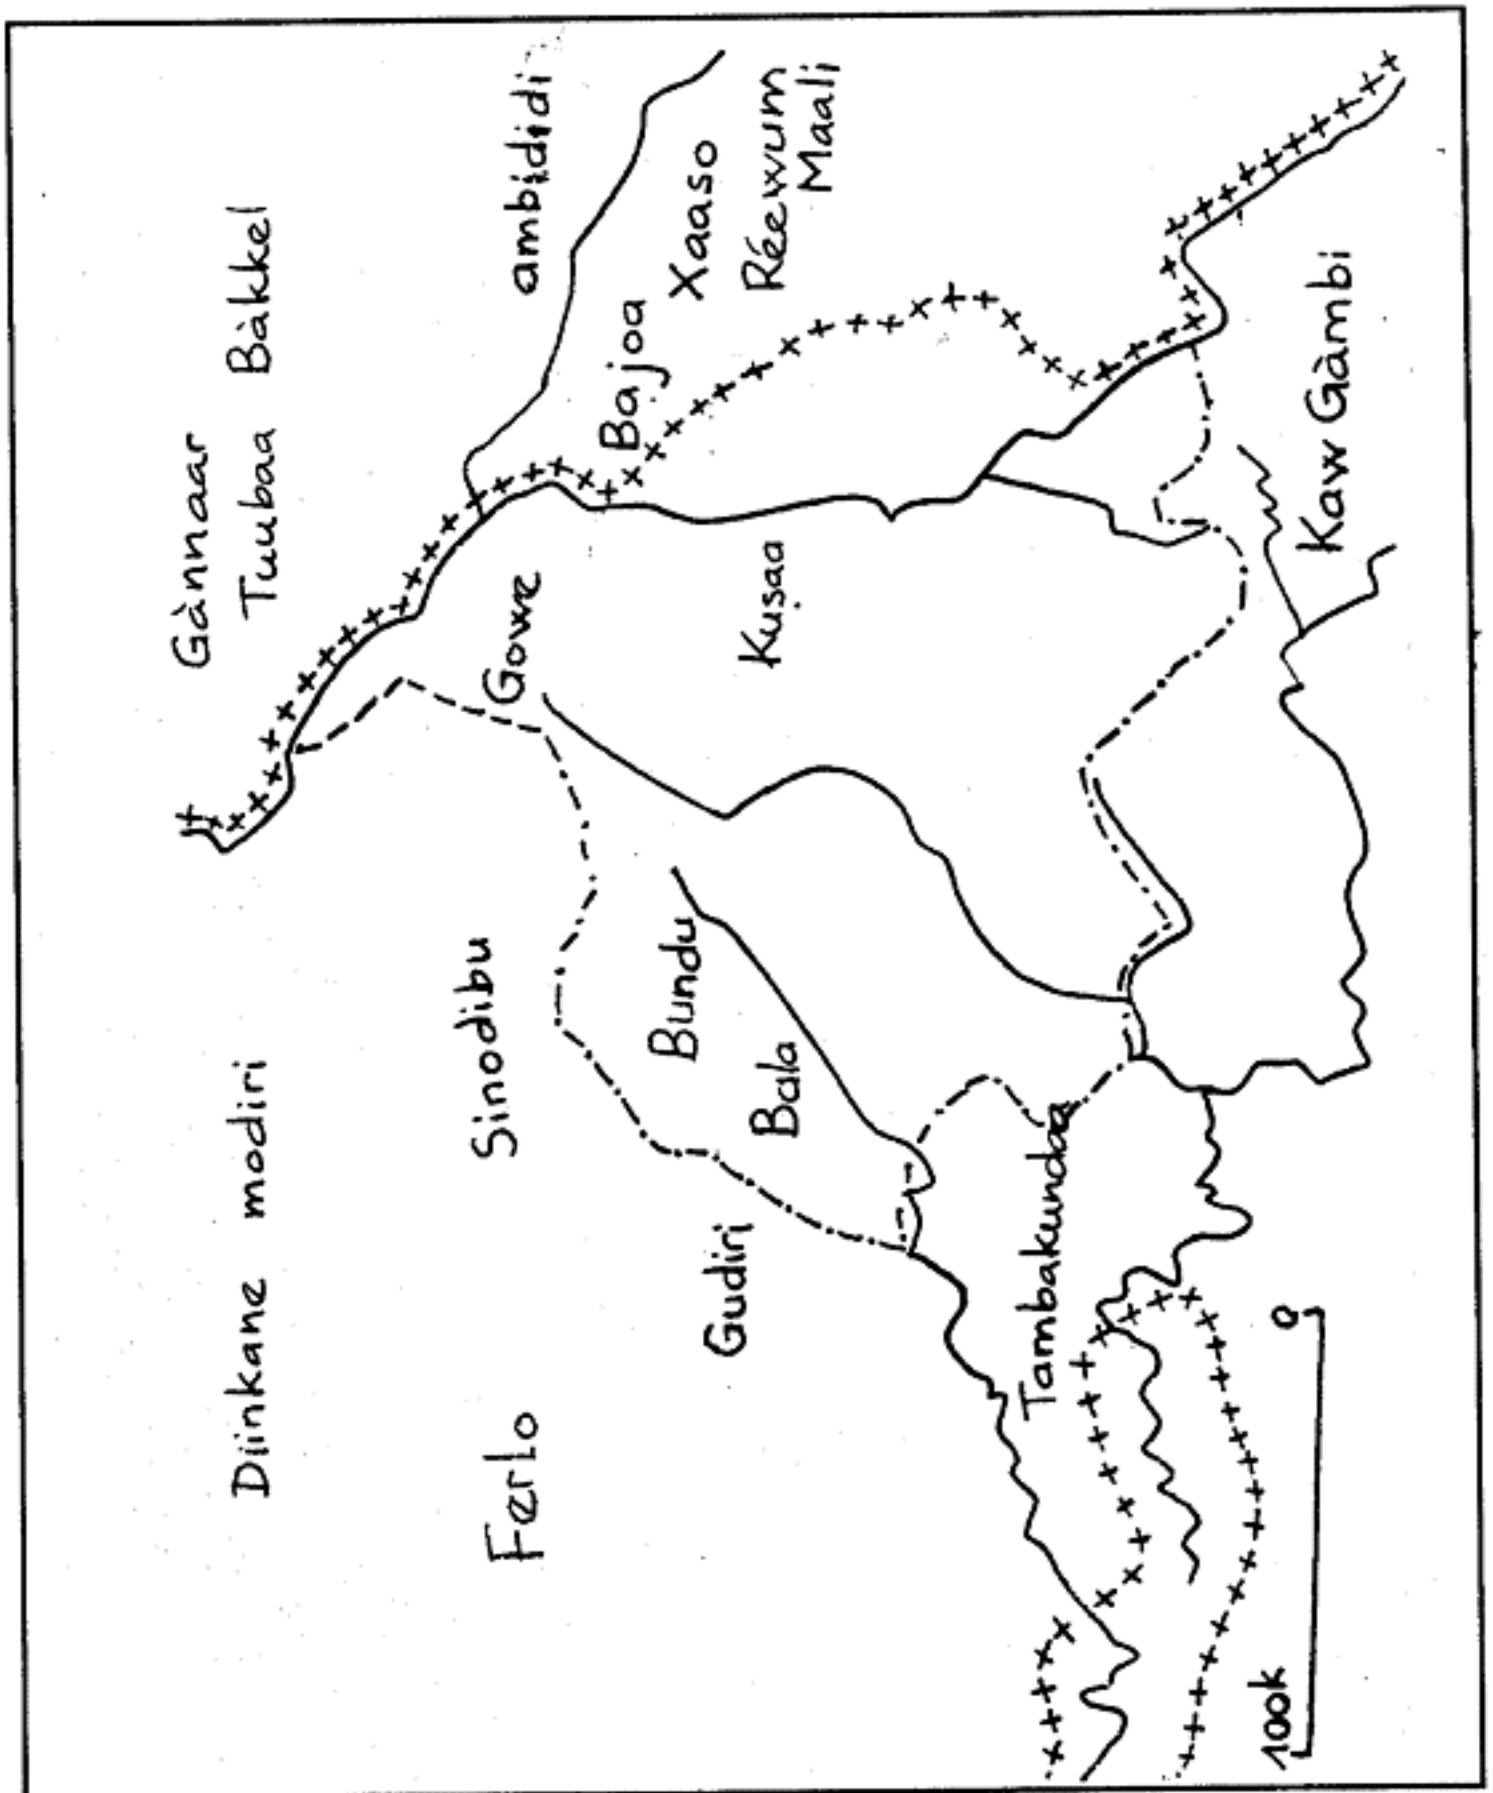 Gànnaar
Tuubaa Bàkkel
ambididi
Diinkane modiri
Sinodibu
Ferlo
Gowe
Bajoa
Xaaso
Réewum
Maali
Bundu
Bala
Gudiri
Kusaa
Tambakundaa
Kaw Gàmbi
100k
0